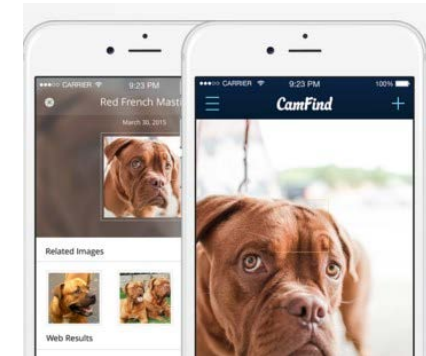 CARRIER 9:23 PM
Red French Masti
March 30, 2015
Related Images
Web Results
CARRIER 9:23 PM 100%
CamFind